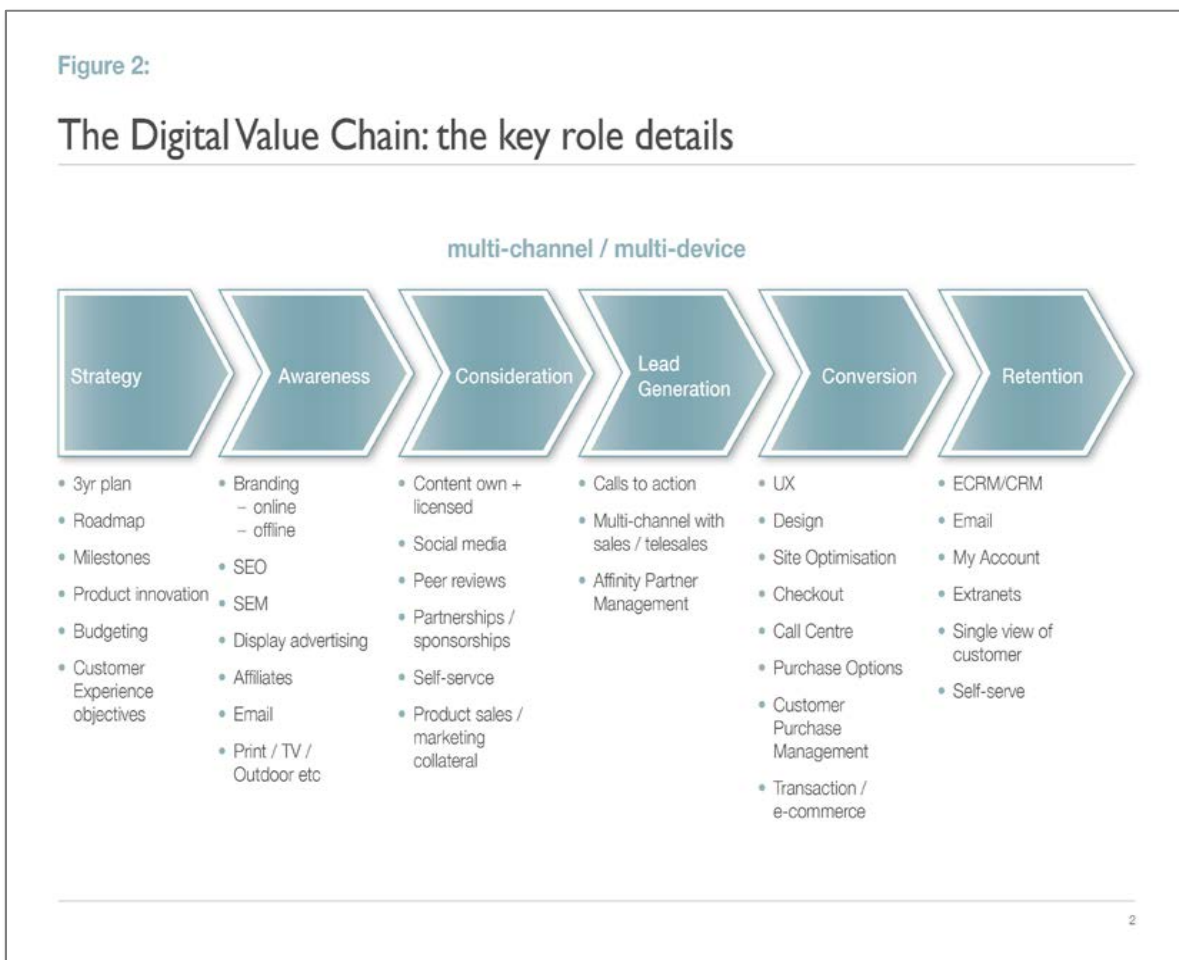 Figure 2:
The Digital Value Chain: the key role details
multi-channel / multi-device
Strategy
Awareness
Consideration
Lead
Generation
Conversion
Retention
• 3yr plan
• Roadmap
• Milestones
• Product innovation
• Budgeting
• Customer
Experience
objectives
• Branding
– online
– offline
• SEO
• SEM
• Display advertising
• Affiliates
• Email
• Print / TV /
Outdoor etc
• Content own +
licensed
• Social media
• Peer reviews
• Partnerships /
sponsorships
• Self-servce
• Product sales /
marketing
collateral
• Calls to action
• Multi-channel with
sales / telesales
• Affinity Partner
Management
• UX
• Design
• Site Optimisation
• Checkout
• Call Centre
• Purchase Options
• Customer
Purchase
Management
• Transaction /
e-commerce
• ECRM/CRM
• Email
• My Account
• Extranets
• Single view of
customer
• Self-serve
2